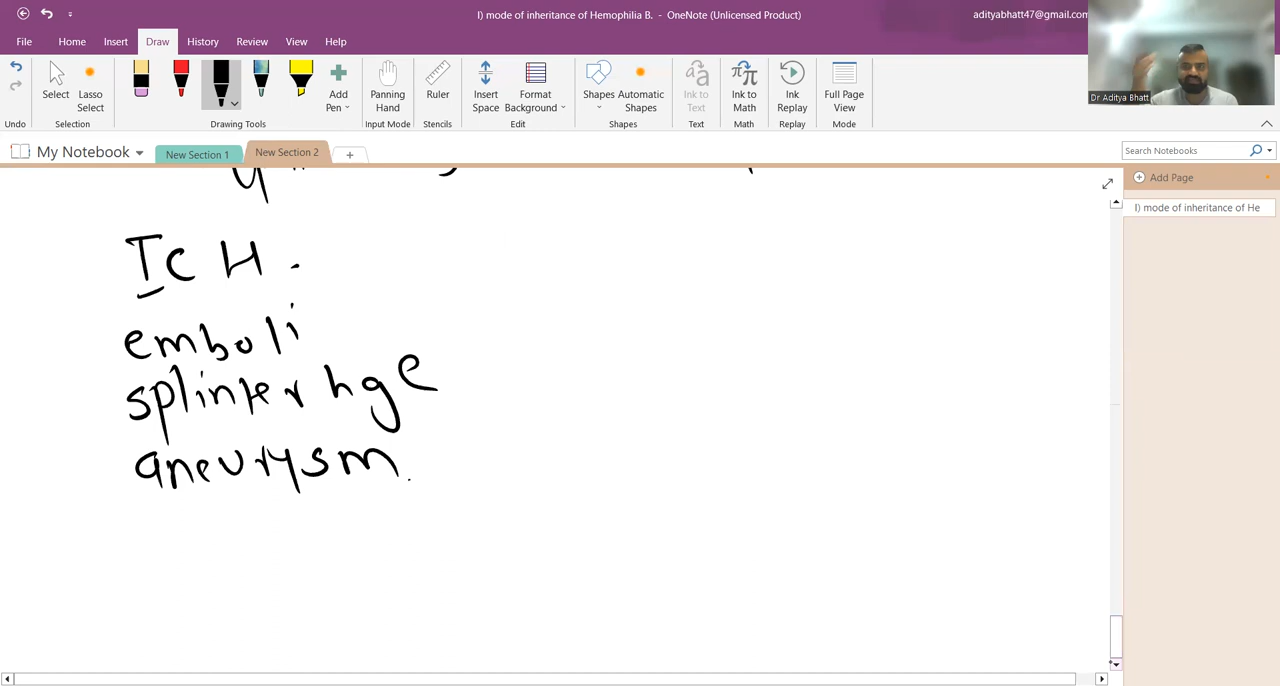 I) mode of inheritance of Hemophilia B. - OneNote (Unlicensed Product)
adityabhatt47@gmail.com
File Home Insert Draw History Review View Help
Dr Aditya Bhatt
Undo
Select
Lasso Select
Selection
Drawing Tools
Add Pen
Panning Hand
Input Mode
Ruler
Stencils
Insert Space
Format Background
Edit
Shapes
Automatic Shapes
Shapes
Ink to Text
Text
Ink to Math
Math
Ink Replay
Replay
Full Page View
Mode
My Notebook New Section 1 New Section 2
Search Notebooks
Add Page
I) mode of inheritance of He
ICH.
emboli
splinter hge
aneurysm.